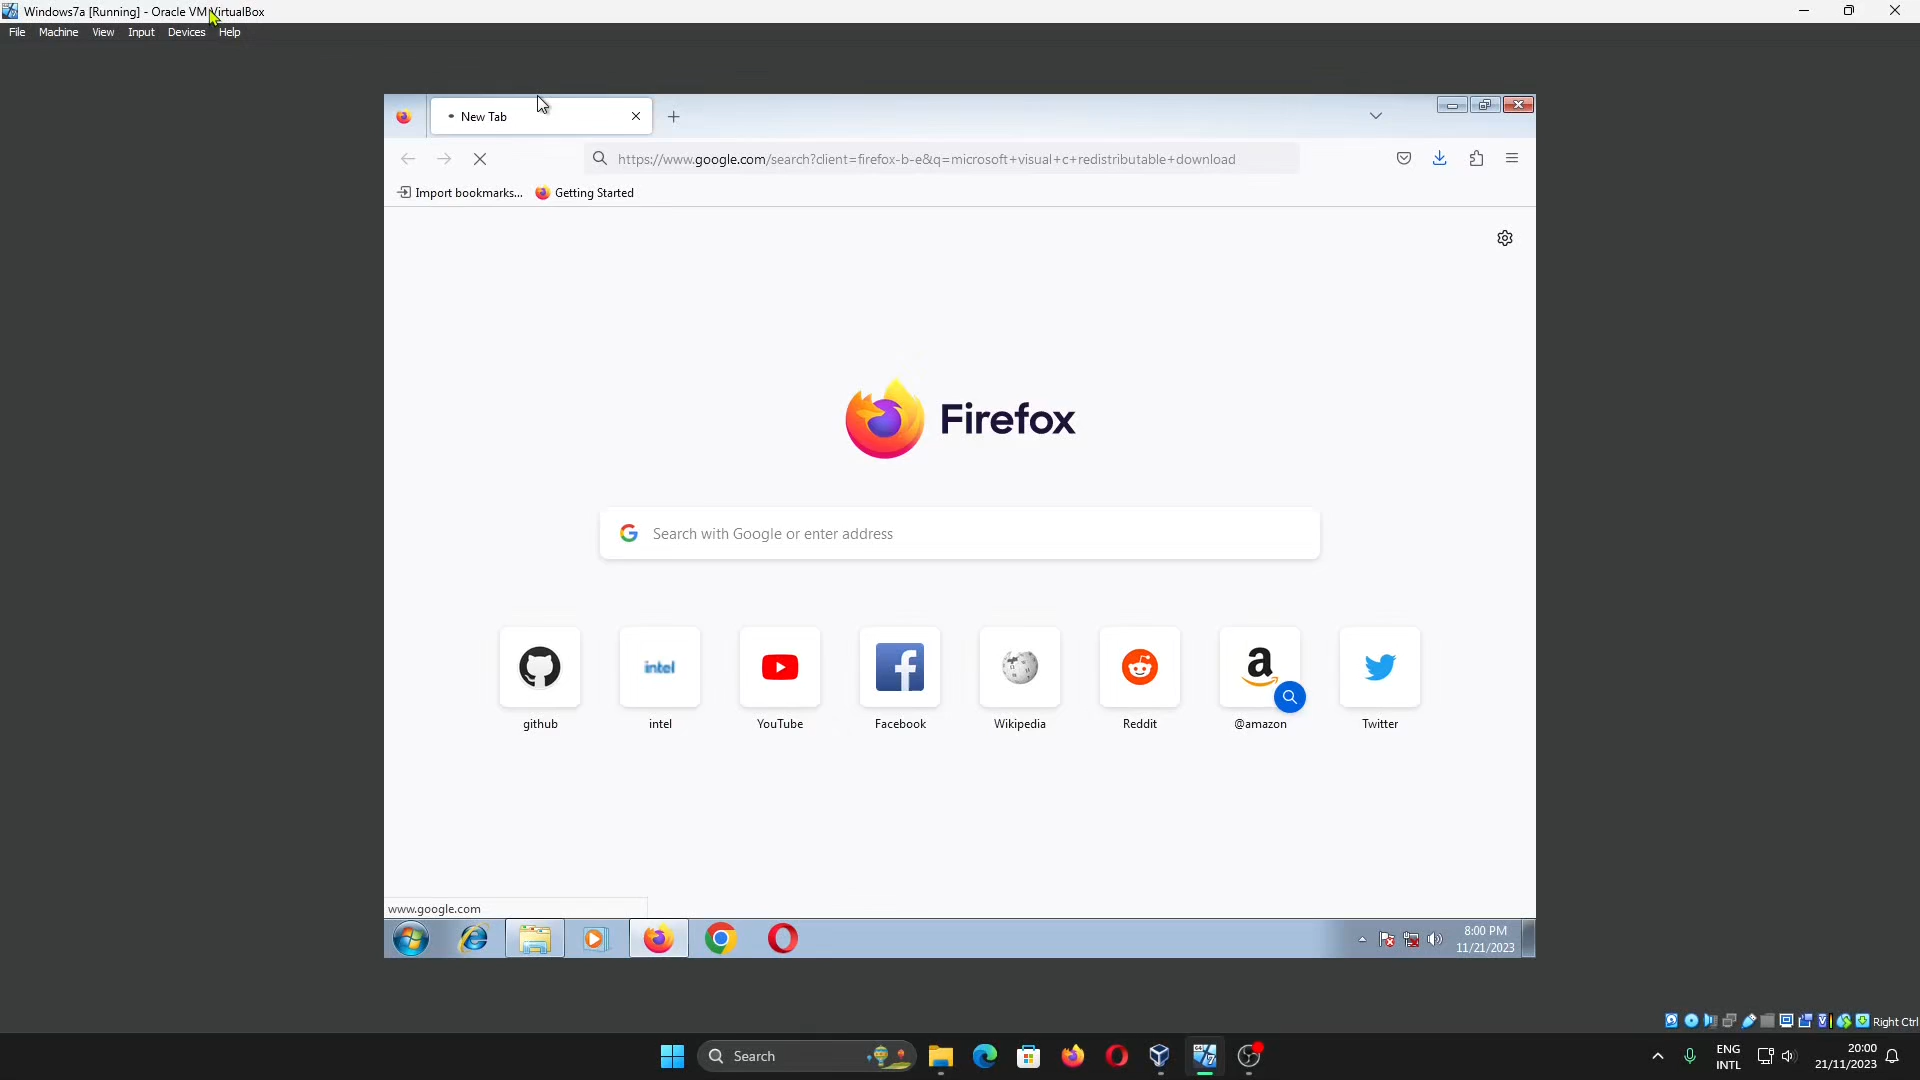 Windows7a [Running] - Oracle VM VirtualBox
File Machine View Input Devices Help
New Tab
https://www.google.com/search?client=firefox-b-e&q=microsoft+visual+c+redistributable+download
Import bookmarks... Getting Started
Firefox
Search with Google or enter address
intel
a
github intel YouTube Facebook Wikipedia Reddit @amazon Twitter
www.google.com
8:00 PM
11/21/2023
Right Ctrl
Search
ENG
INTL
20:00
21/11/2023